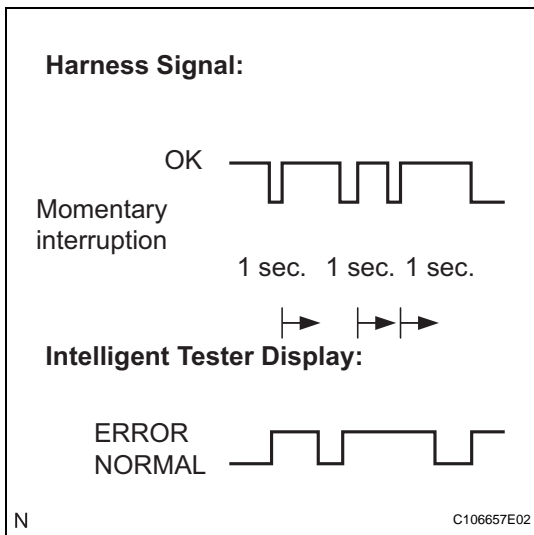 Harness Signal:
OK
Momentary
interruption
1 sec. 1 sec. 1 sec.
Intelligent Tester Display:
ERROR
NORMAL
N
C106657E02